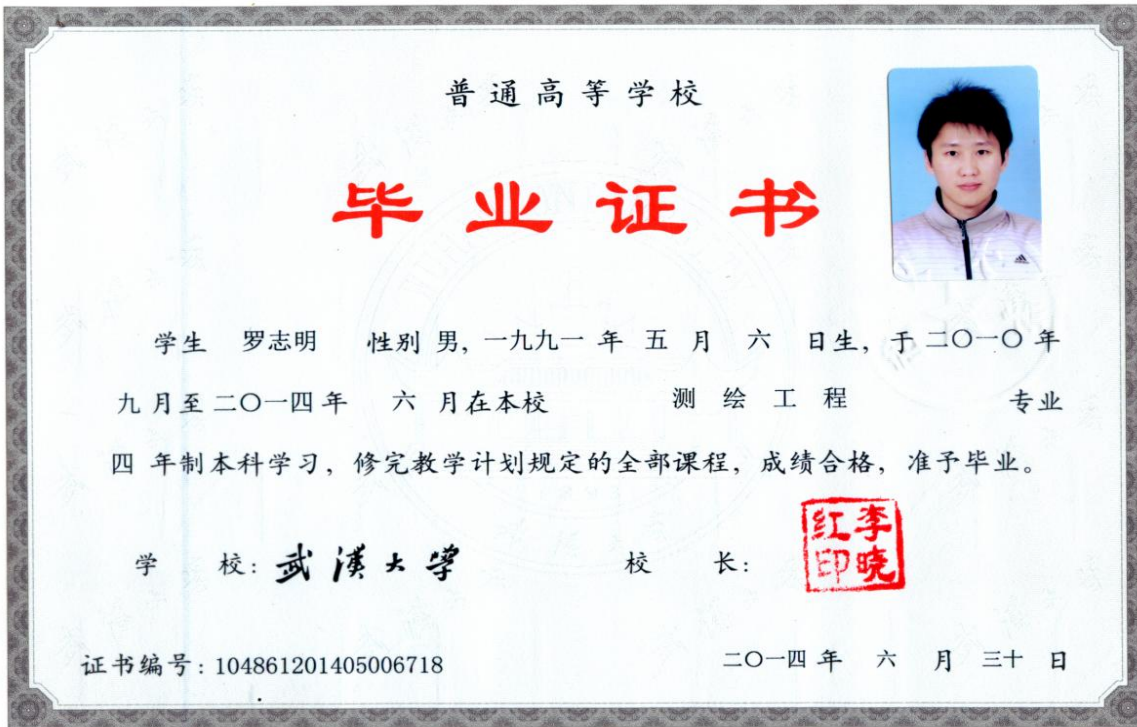 普通高等学校
毕业证书
学生 罗志明 性别 男，一九九一 年 五 月 六 日生，于 二〇一〇 年
九 月至 二〇一四 年 六 月在本校 测绘工程 专业
四 年制本科学习，修完教学计划规定的全部课程，成绩合格，准予毕业。
学 校：武漢大學 校 长：李晓红印
证书编号：104861201405006718 二〇一四 年 六 月 三十 日